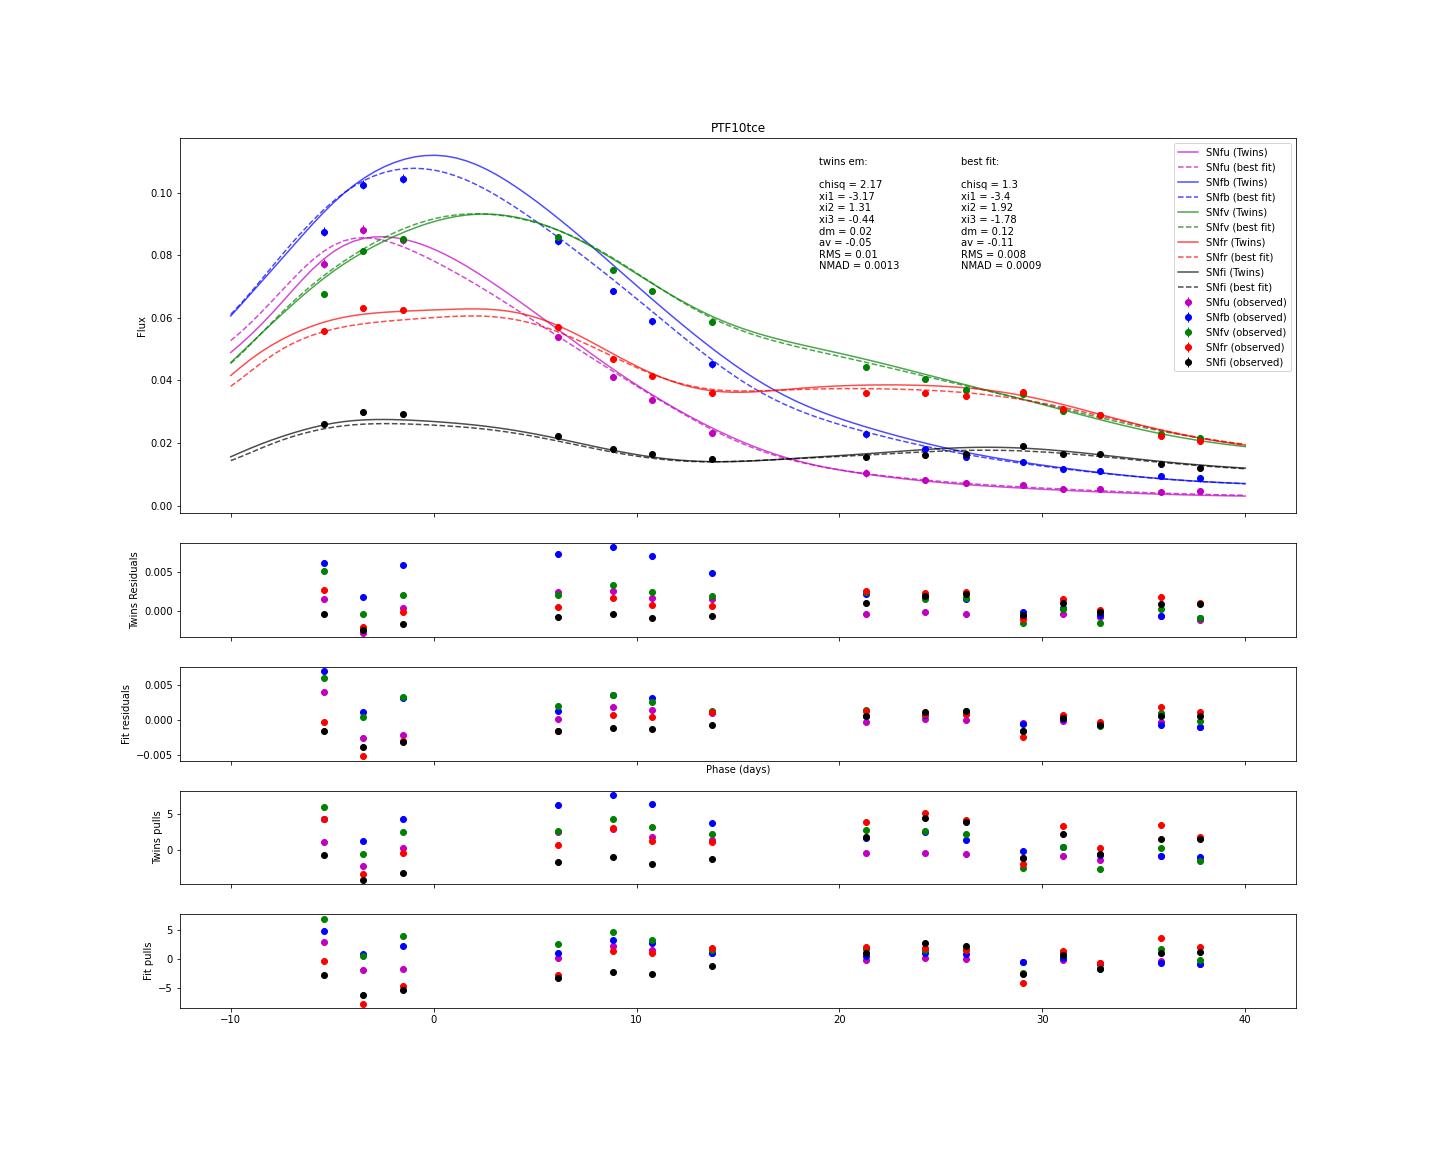 PTF10tce
Flux
0.10
0.08
0.06
0.04
0.02
0.00
twins em:
chisq = 2.17
xi1 = -3.17
xi2 = 1.31
xi3 = -0.44
dm = 0.02
av = -0.05
RMS = 0.01
NMAD = 0.0013
best fit:
chisq = 1.3
xi1 = -3.4
xi2 = 1.92
xi3 = -1.78
dm = 0.12
av = -0.11
RMS = 0.008
NMAD = 0.0009
SNfu (Twins)
SNfu (best fit)
SNfb (Twins)
SNfb (best fit)
SNfv (Twins)
SNfv (best fit)
SNfr (Twins)
SNfr (best fit)
SNfi (Twins)
SNfi (best fit)
SNfu (observed)
SNfb (observed)
SNfv (observed)
SNfr (observed)
SNfi (observed)
Twins Residuals
0.005
0.000
Fit residuals
0.005
0.000
−0.005
Phase (days)
Twins pulls
5
0
Fit pulls
5
0
−5
−10
0
10
20
30
40